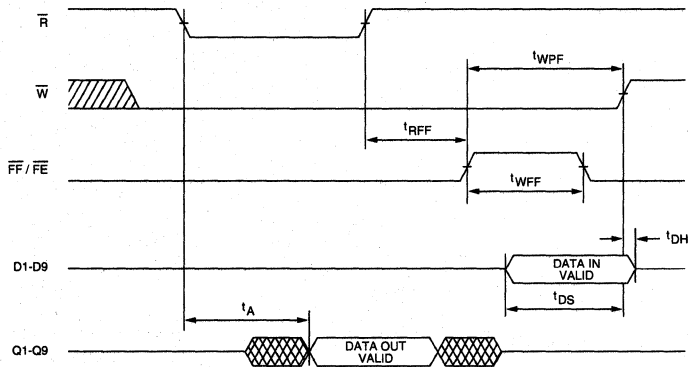 R
W
tWPF
tRFF
FF / FE
tWFF
tDH
D1-D9
DATA IN
VALID
tDS
tA
Q1-Q9
DATA OUT
VALID